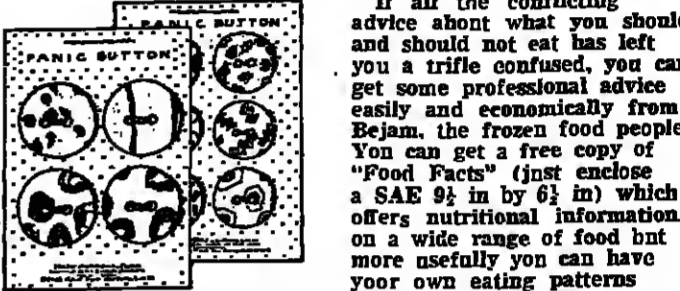 PANIC BUTTON
PANIC BUTTON
If all the conflicting
advice abont what you should
and should not eat has left
you a trifle confused, you can
get some professional advice
easily and economically from
Bejam, the frozen food people
You can get a free copy of
"Food Facts" (jnst enclose
a SAE 9½ in by 6½ in) which
offers nutritional information
on a wide range of food bnt
more nsefully yon can have
yoor own eating patterns